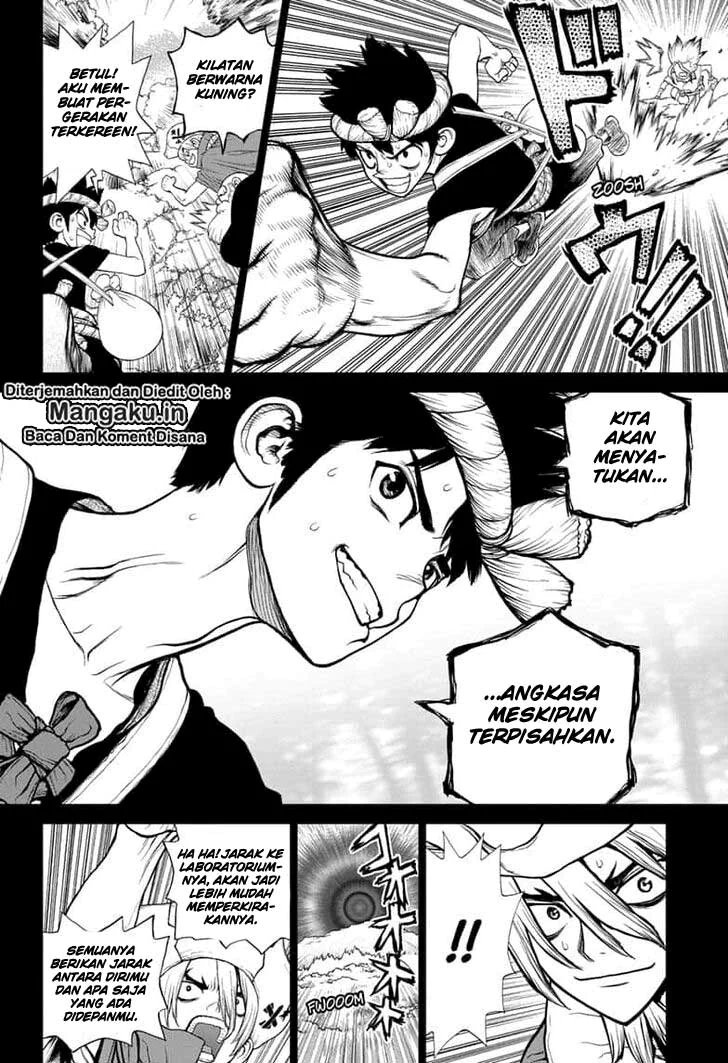 KILATAN
BERWARNA
KUNING?
BETUL!
AKU MEM-
BUAT PER-
GERAKAN
TERKEREEN!
ドウ!!
ZOOSH
Diterjemahkan dan Diedit Oleh :
Mangaku.in
Baca Dan Koment Disana
KITA
AKAN
MENYA-
TUKAN...
...ANGKASA
MESKIPUN
TERPISAHKAN.
!!
FWOOOM
HA HA! JARAK KE
LABORATORIUM-
NYA, AKAN JADI
LEBIH MUDAH
MEMPERKIRA-
KANNYA.
SEMUANYA
BERIKAN JARAK
ANTARA DIRIMU
DAN APA SAJA
YANG ADA
DIDEPANMU.